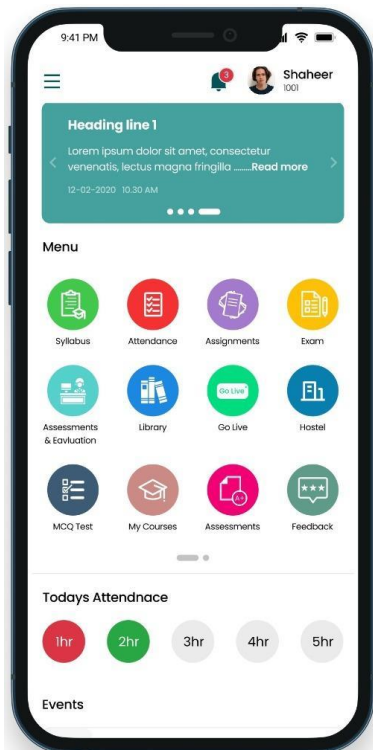 9:41 PM
3
Shaheer
1001
Heading line 1
Lorem ipsum dolor sit amet, consectetur
venenatis, lectus magna fringilla ........Read more
12-02-2020 10.30 AM
Menu
Syllabus
Attendance
Assignments
Exam
Go Live
A+
Assessments
& Eavluation
Library
Go Live
Hostel
MCQ Test
My Courses
Assessments
Feedback
Todays Attendnace
1hr
2hr
3hr
4hr
5hr
Events